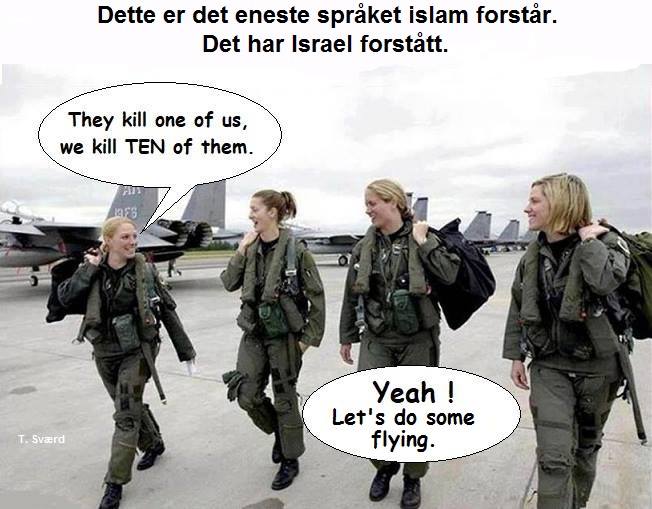 Dette er det eneste språket islam forstår.
Det har Israel forstått.
They kill one of us,
we kill TEN of them.
Yeah !
Let's do some
flying.
T. Sværd